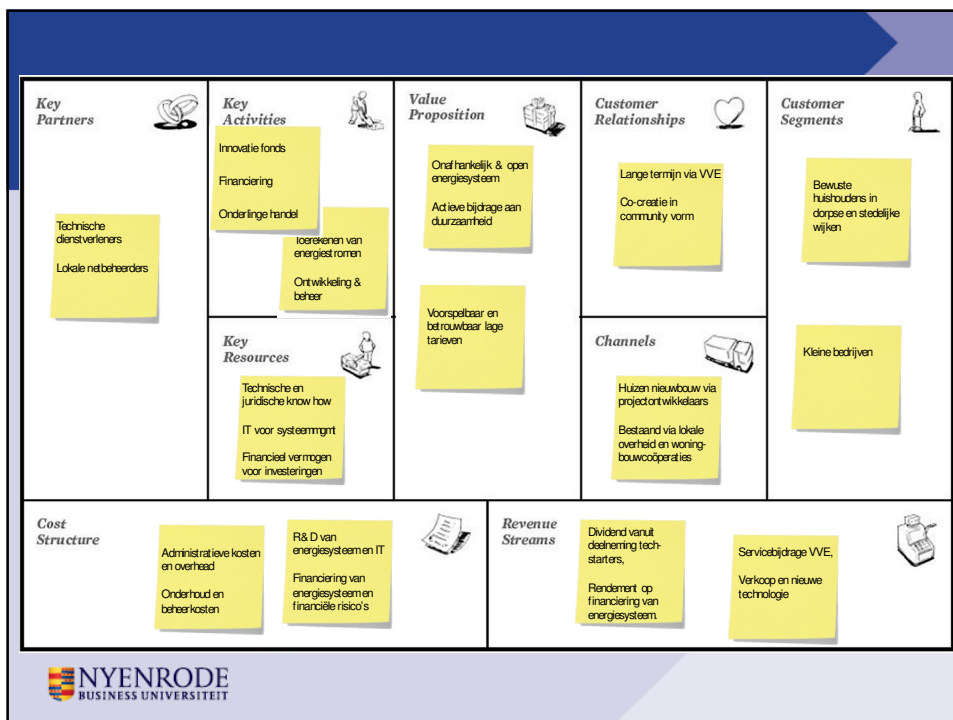 Key
Partners
Technische
dienstverleners
Lokale netbeheerders
Key
Activities
Innovatie fonds
Financiering
Onderlinge handel
Toerekenen van
energiestromen
Ontwikkeling &
beheer
Key
Resources
Technische en
juridische know how
IT voor systeemmgmt
Financieel vermogen
voor investeringen
Value
Proposition
Onafhankelijk & open
energiesysteem
Actieve bijdrage aan
duurzaamheid
Voorspelbaar en
betrouwbaar lage
tarieven
Customer
Relationships
Lange termijn via VVE
Co-creatie in
community vorm
Channels
Huizen nieuwbouw via
projectontwikkelaars
Bestaand via lokale
overheid en woning-
bouwcoöperaties
Customer
Segments
Bewuste
huishoudens in
dorpse en stedelijke
wijken
Kleine bedrijven
Cost
Structure
Administratieve kosten
en overhead
Onderhoud en
beheerkosten
R&D van
energiesysteem en IT
Financiering van
energiesysteem en
financiële risico's
Revenue
Streams
Dividend vanuit
deelneming tech-
starters,
Rendement op
financiering van
energiesysteem.
Servicebijdrage VVE,
Verkoop en nieuwe
technologie
NYENRODE
BUSINESS UNIVERSITEIT